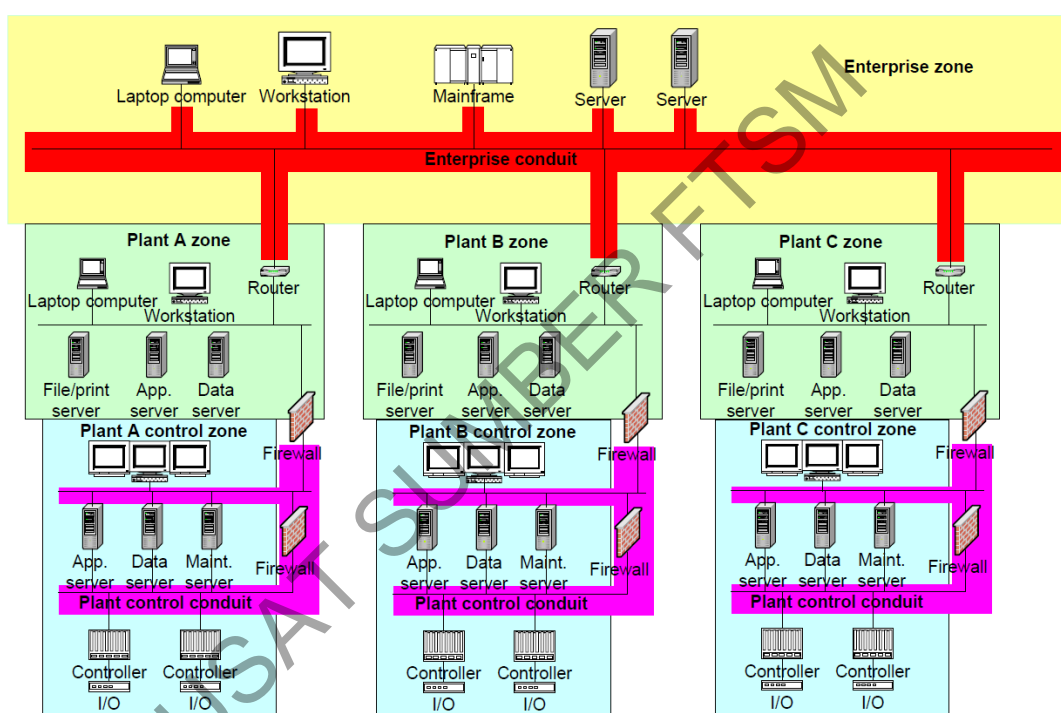 Enterprise zone
Laptop computer Workstation Mainframe Server Server
Enterprise conduit
Plant A zone
Laptop computer
Workstation
Router
File/print server
App. server
Data server
Plant A control zone
Firewall
App. server
Data server
Maint. server
Firewall
Plant control conduit
Controller Controller
I/O I/O
Plant B zone
Laptop computer
Workstation
Router
File/print server
App. server
Data server
Plant B control zone
Firewall
App. server
Data server
Maint. server
Firewall
Plant control conduit
Controller Controller
I/O I/O
Plant C zone
Laptop computer
Workstation
Router
File/print server
App. server
Data server
Plant C control zone
Firewall
App. server
Data server
Maint. server
Firewall
Plant control conduit
Controller Controller
I/O I/O
USAT SUMBER FTSM